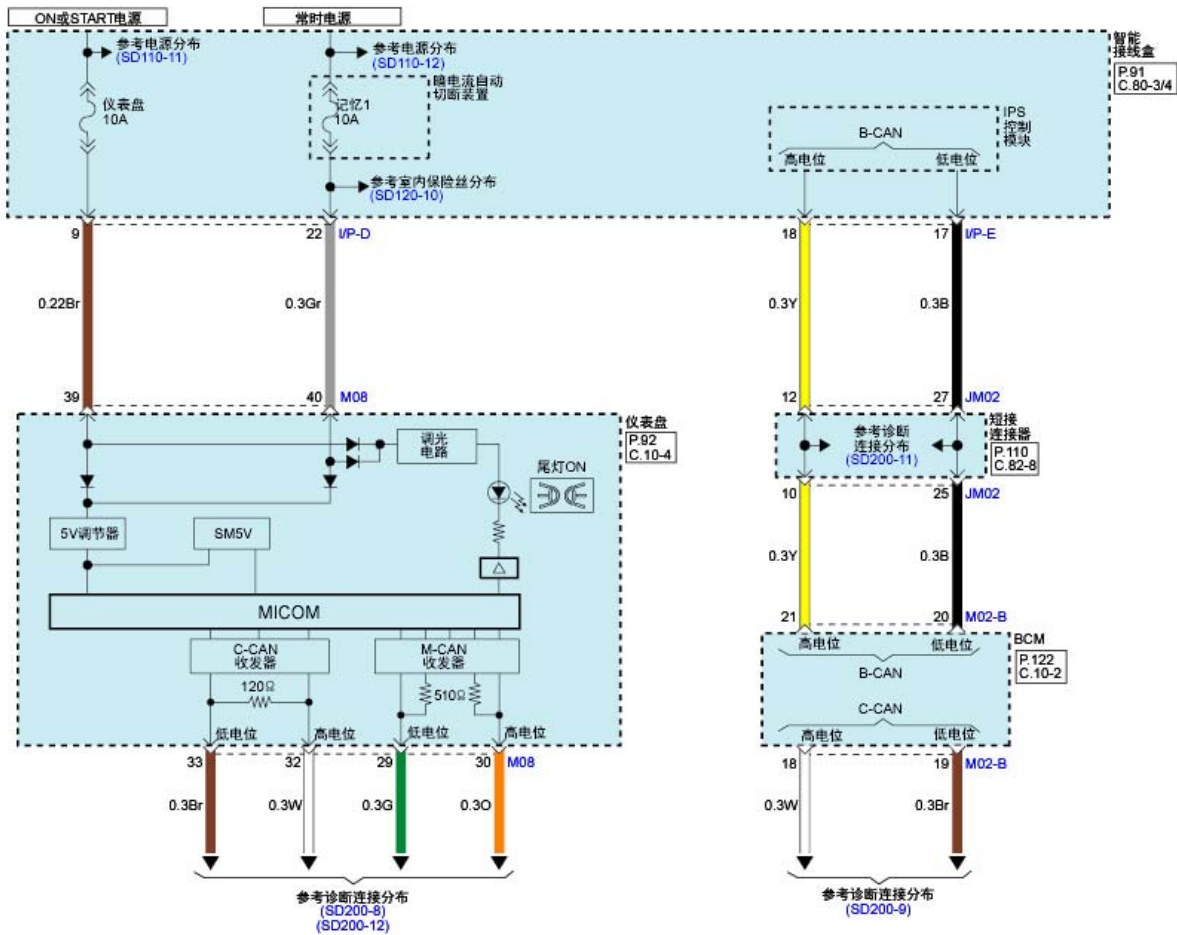 ON或START电源
常时电源
参考电源分布
(SD110-11)
参考电源分布
(SD110-12)
智能
接线盒
P.91
C.80-3/4
暗电流自动
切断装置
仪表盘
10A
记忆1
10A
IPS
控制
模块
B-CAN
高电位
低电位
参考室内保险丝分布
(SD120-10)
9
22
I/P-D
18
17
I/P-E
0.22Br
0.3Gr
0.3Y
0.3B
39
40
M08
12
27
JM02
仪表盘
P.92
C.10-4
调光
电路
尾灯ON
参考诊断
连接分布
(SD200-11)
短接
连接器
P.110
C.82-8
5V调节器
SM5V
10
25
JM02
0.3Y
0.3B
MICOM
21
20
M02-B
C-CAN
收发器
M-CAN
收发器
高电位
低电位
BCM
P.122
C.10-2
B-CAN
120Ω
510Ω
C-CAN
低电位
高电位
低电位
高电位
高电位
低电位
33
32
29
30
M08
18
19
M02-B
0.3Br
0.3W
0.3G
0.3O
0.3W
0.3Br
参考诊断连接分布
(SD200-8)
(SD200-12)
参考诊断连接分布
(SD200-9)